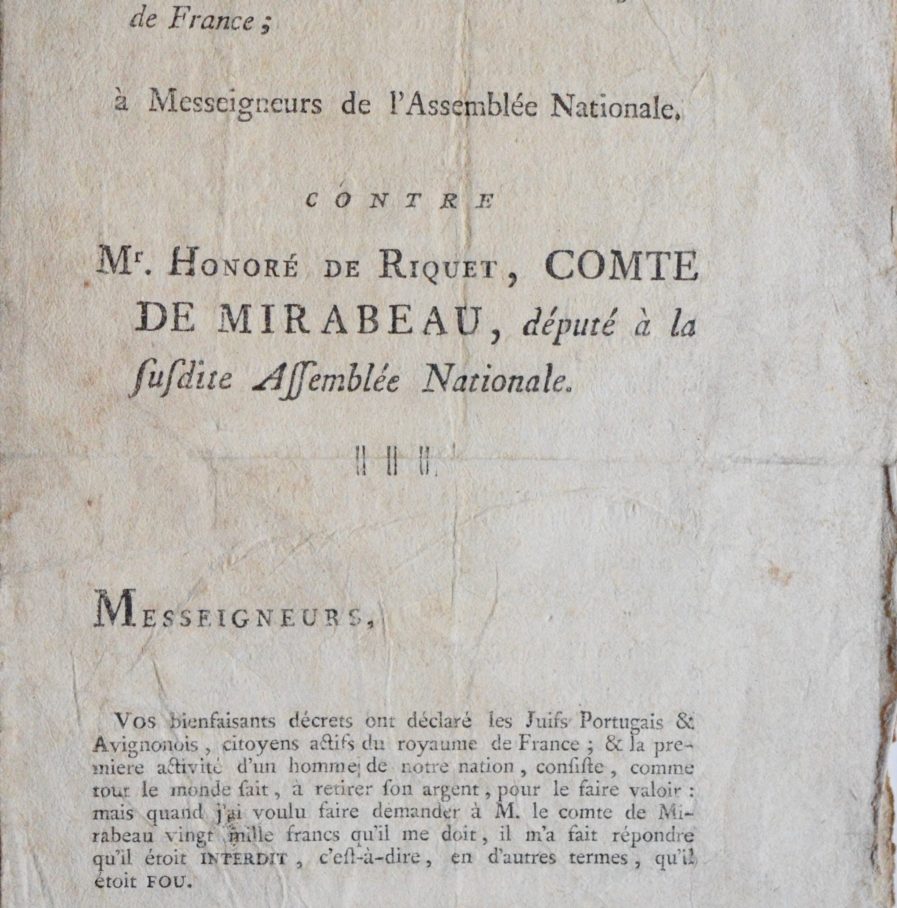 de France ;
à Messeigneurs de l'Assemblée Nationale.
CONTRE
Mr. HONORÉ DE RIQUET, COMTE
DE MIRABEAU, député à la
ſuſdite Aſſemblée Nationale.
MESSEIGNEURS,
VOS bienfaisants décrets ont déclaré les Juifs Portugais &
Avignonois, citoyens actifs du royaume de France ; & la pre-
miere activité d'un homme de notre nation, conſiſte, comme
tout le monde fait, à retirer ſon argent, pour le faire valoir :
mais quand j'ai voulu faire demander à M. le comte de Mi-
rabeau vingt mille francs qu'il me doit, il m'a fait répondre
qu'il étoit INTERDIT, c'eſt-à-dire, en d'autres termes, qu'il
étoit FOU.